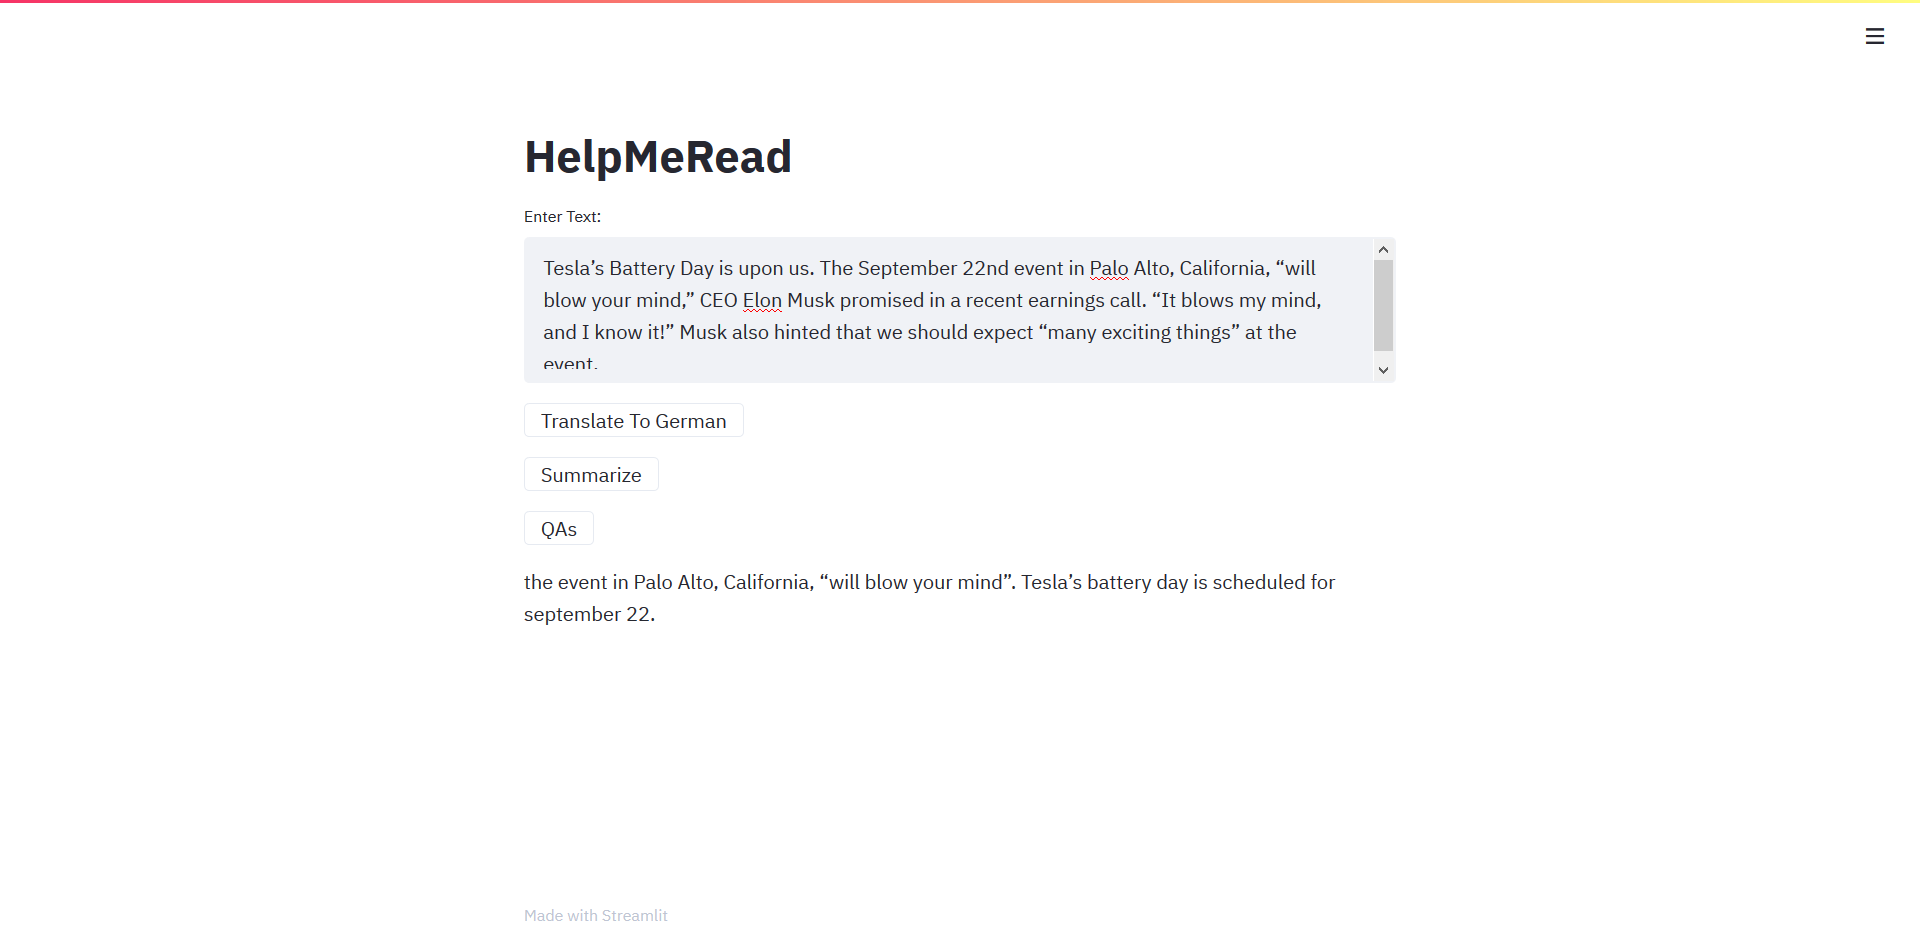 HelpMeRead
Enter Text:
Tesla’s Battery Day is upon us. The September 22nd event in Palo Alto, California, “will
blow your mind,” CEO Elon Musk promised in a recent earnings call. “It blows my mind,
and I know it!” Musk also hinted that we should expect “many exciting things” at the
event.
Translate To German
Summarize
QAs
the event in Palo Alto, California, “will blow your mind”. Tesla’s battery day is scheduled for
september 22.
Made with Streamlit